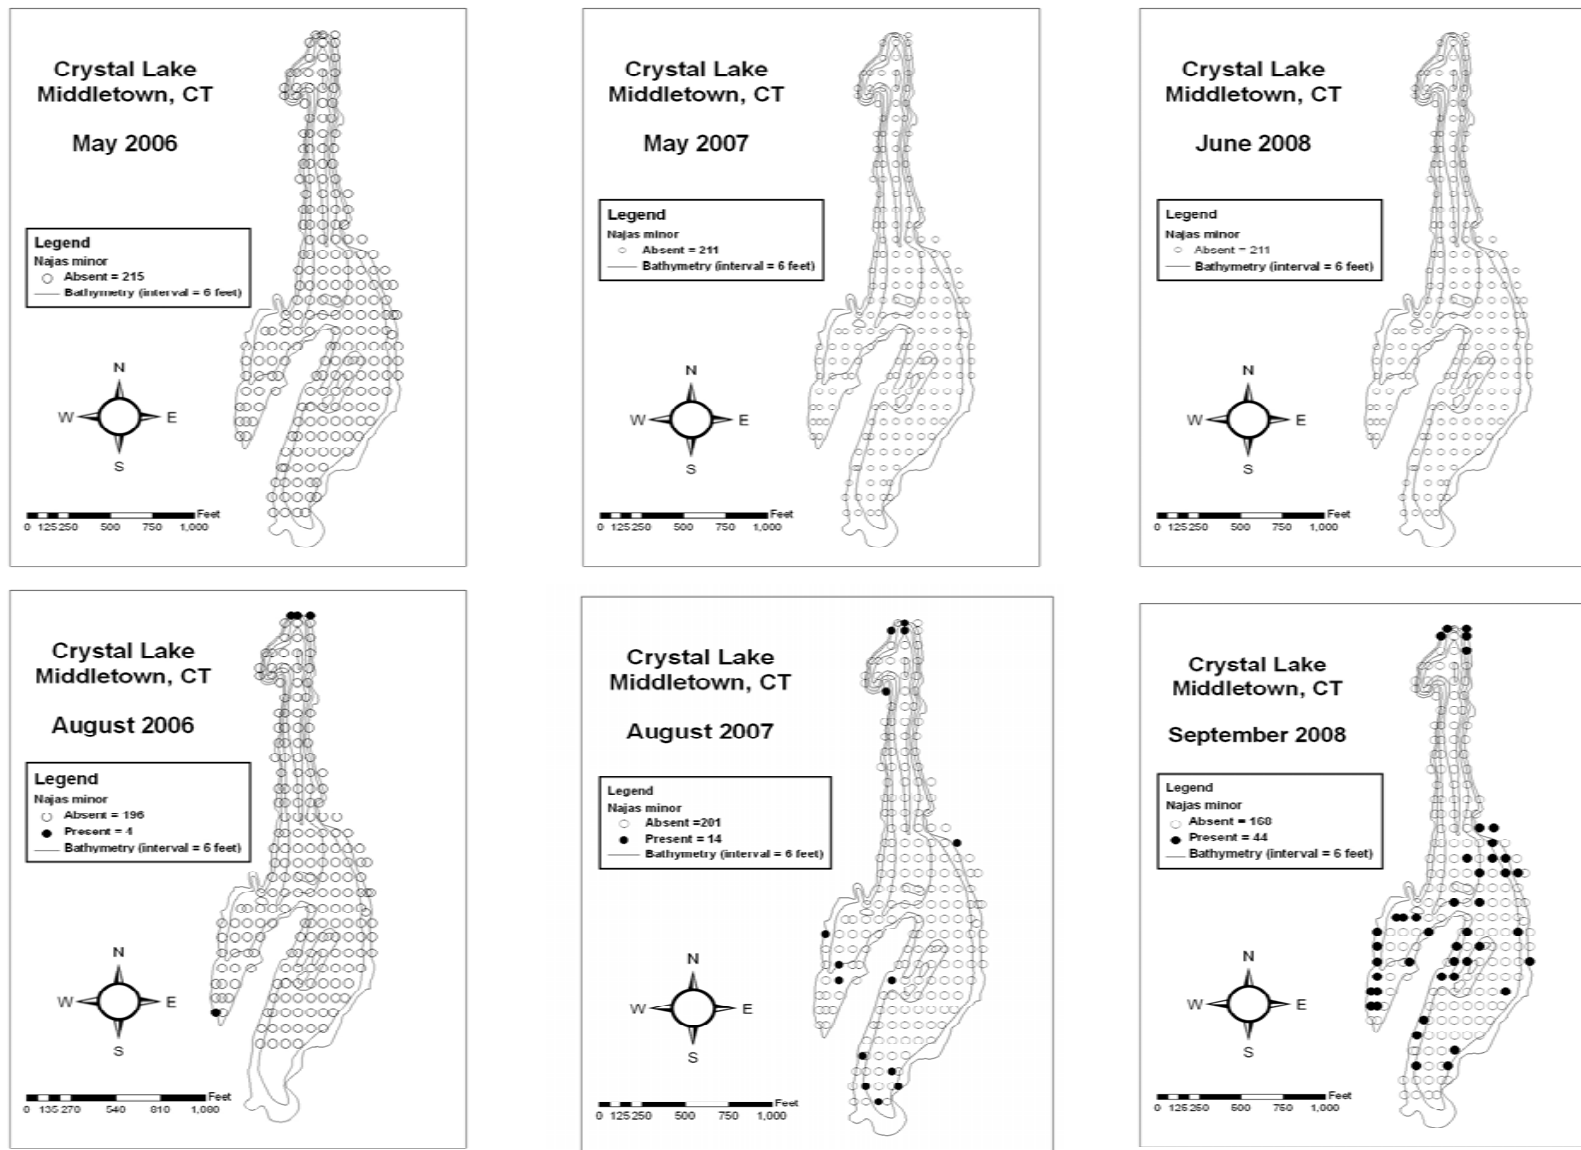 Crystal Lake
Middletown, CT
May 2006
Legend
Najas minor
Absent = 215
Bathymetry (interval = 6 feet)
N
W E
S
Feet
0 125 250 500 750 1,000
Crystal Lake
Middletown, CT
May 2007
Legend
Najas minor
Absent = 211
Bathymetry (interval = 6 feet)
N
W E
S
Feet
0 125 250 500 750 1,000
Crystal Lake
Middletown, CT
June 2008
Legend
Najas minor
Absent = 211
Bathymetry (interval = 6 feet)
N
W E
S
Feet
0 125 250 500 750 1,000
Crystal Lake
Middletown, CT
August 2006
Legend
Najas minor
Absent = 196
Present = 4
Bathymetry (interval = 6 feet)
N
W E
S
Feet
0 135 270 540 810 1,080
Crystal Lake
Middletown, CT
August 2007
Legend
Najas minor
Absent =201
Present = 14
Bathymetry (interval = 6 feet)
N
W E
S
Feet
0 125 250 500 750 1,000
Crystal Lake
Middletown, CT
September 2008
Legend
Najas minor
Absent = 168
Present = 44
Bathymetry (interval = 6 feet)
N
W E
S
Feet
0 125 250 500 750 1,000